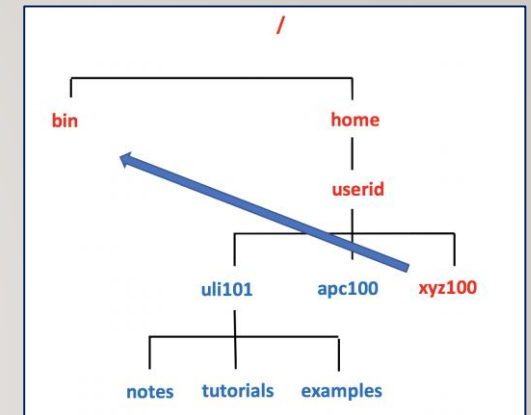 /
bin home
userid
uli101 apc100 xyz100
notes tutorials examples